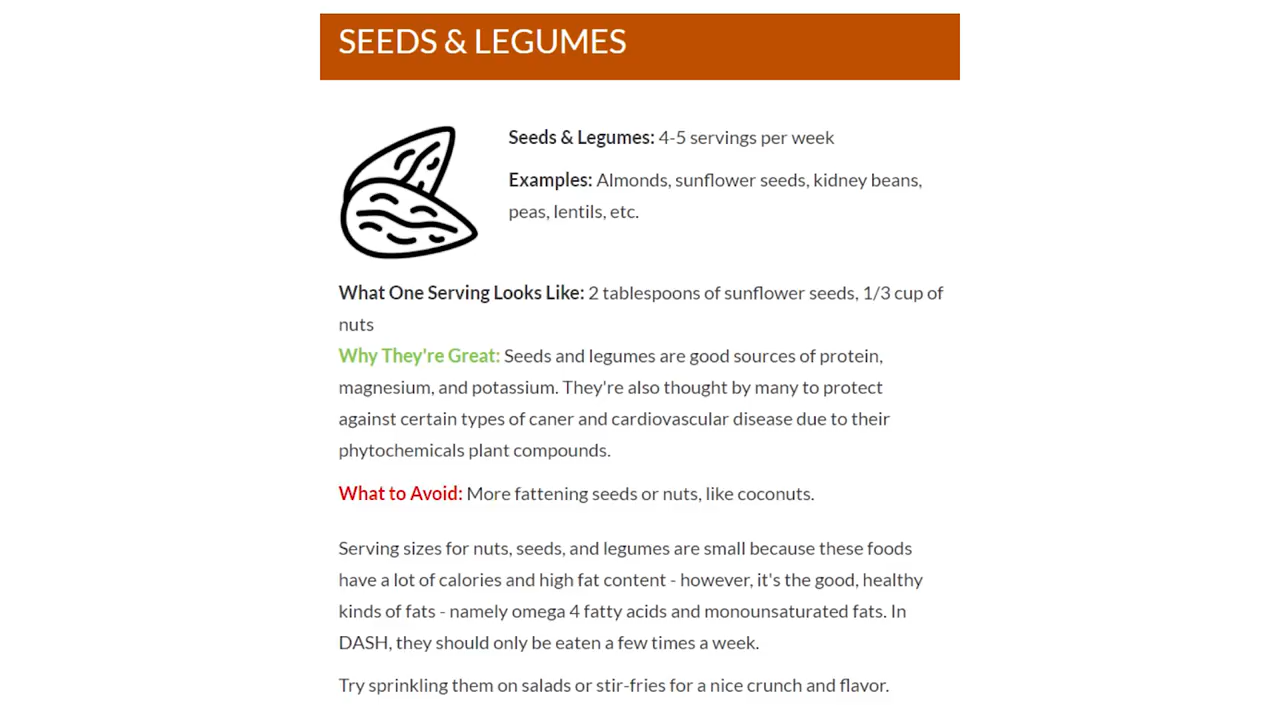 SEEDS & LEGUMES
Seeds & Legumes: 4-5 servings per week
Examples: Almonds, sunflower seeds, kidney beans,
peas, lentils, etc.
What One Serving Looks Like: 2 tablespoons of sunflower seeds, 1/3 cup of
nuts
Why They're Great: Seeds and legumes are good sources of protein,
magnesium, and potassium. They're also thought by many to protect
against certain types of caner and cardiovascular disease due to their
phytochemicals plant compounds.
What to Avoid: More fattening seeds or nuts, like coconuts.
Serving sizes for nuts, seeds, and legumes are small because these foods
have a lot of calories and high fat content - however, it's the good, healthy
kinds of fats - namely omega 4 fatty acids and monounsaturated fats. In
DASH, they should only be eaten a few times a week.
Try sprinkling them on salads or stir-fries for a nice crunch and flavor.